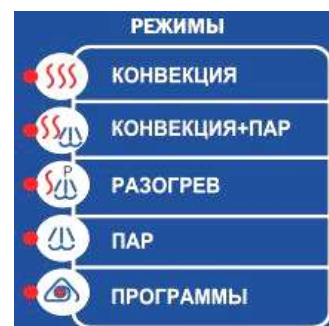 РЕЖИМЫ
КОНВЕКЦИЯ
КОНВЕКЦИЯ+ПАР
P
РАЗОГРЕВ
ПАР
ПРОГРАММЫ